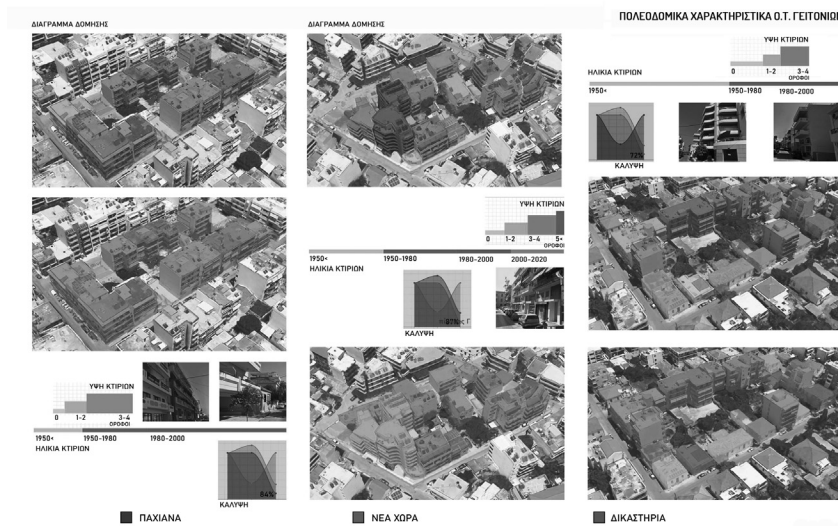 ΠΟΛΕΟΔΟΜΙΚΑ ΧΑΡΑΚΤΗΡΙΣΤΙΚΑ Ο.Τ. ΓΕΙΤΟΝΙΩΝ
ΔΙΑΓΡΑΜΜΑ ΔΟΜΗΣΗΣ
ΥΨΗ ΚΤΙΡΙΩΝ
0 1-2 3-4
ΟΡΟΦΟΙ
1950< 1950-1980 1980-2000
ΗΛΙΚΙΑ ΚΤΙΡΙΩΝ
64%
ΚΑΛΥΨΗ
ΠΑΧΙΑΝΑ
ΔΙΑΓΡΑΜΜΑ ΔΟΜΗΣΗΣ
ΥΨΗ ΚΤΙΡΙΩΝ
0 1-2 3-4 5+
ΟΡΟΦΟΙ
1950< 1950-1980 1980-2000 2000-2020
ΗΛΙΚΙΑ ΚΤΙΡΙΩΝ
ΚΑΛΥΨΗ
ΝΕΑ ΧΩΡΑ
ΥΨΗ ΚΤΙΡΙΩΝ
0 1-2 3-4
ΟΡΟΦΟΙ
ΗΛΙΚΙΑ ΚΤΙΡΙΩΝ
1950< 1950-1980 1980-2000
73%
ΚΑΛΥΨΗ
ΔΙΚΑΣΤΗΡΙΑ